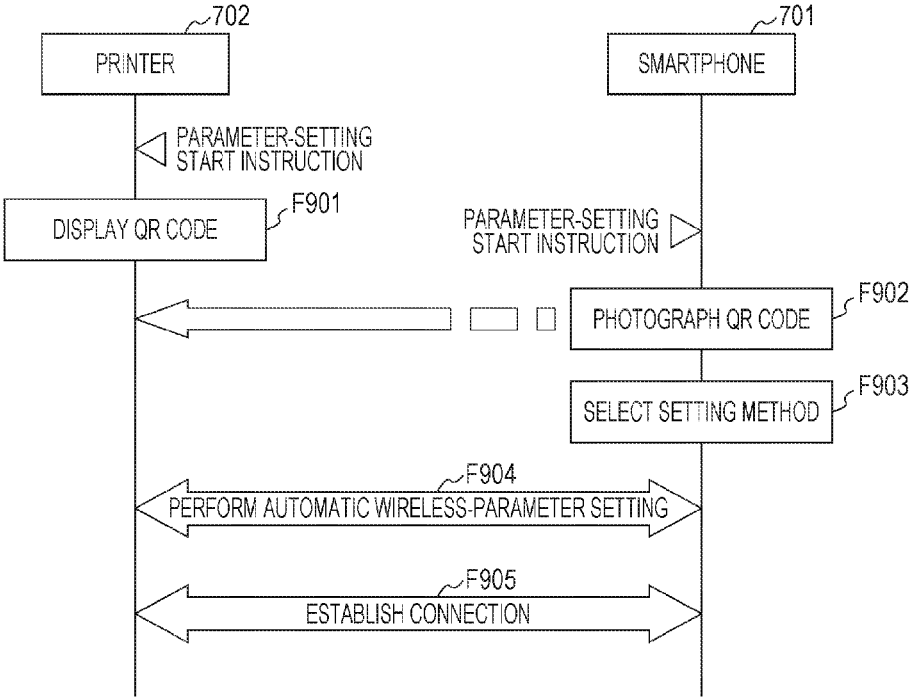 702
701
PRINTER
SMARTPHONE
PARAMETER-SETTING
START INSTRUCTION
F901
DISPLAY QR CODE
PARAMETER-SETTING
START INSTRUCTION
F902
PHOTOGRAPH QR CODE
F903
SELECT SETTING METHOD
F904
PERFORM AUTOMATIC WIRELESS-PARAMETER SETTING
F905
ESTABLISH CONNECTION